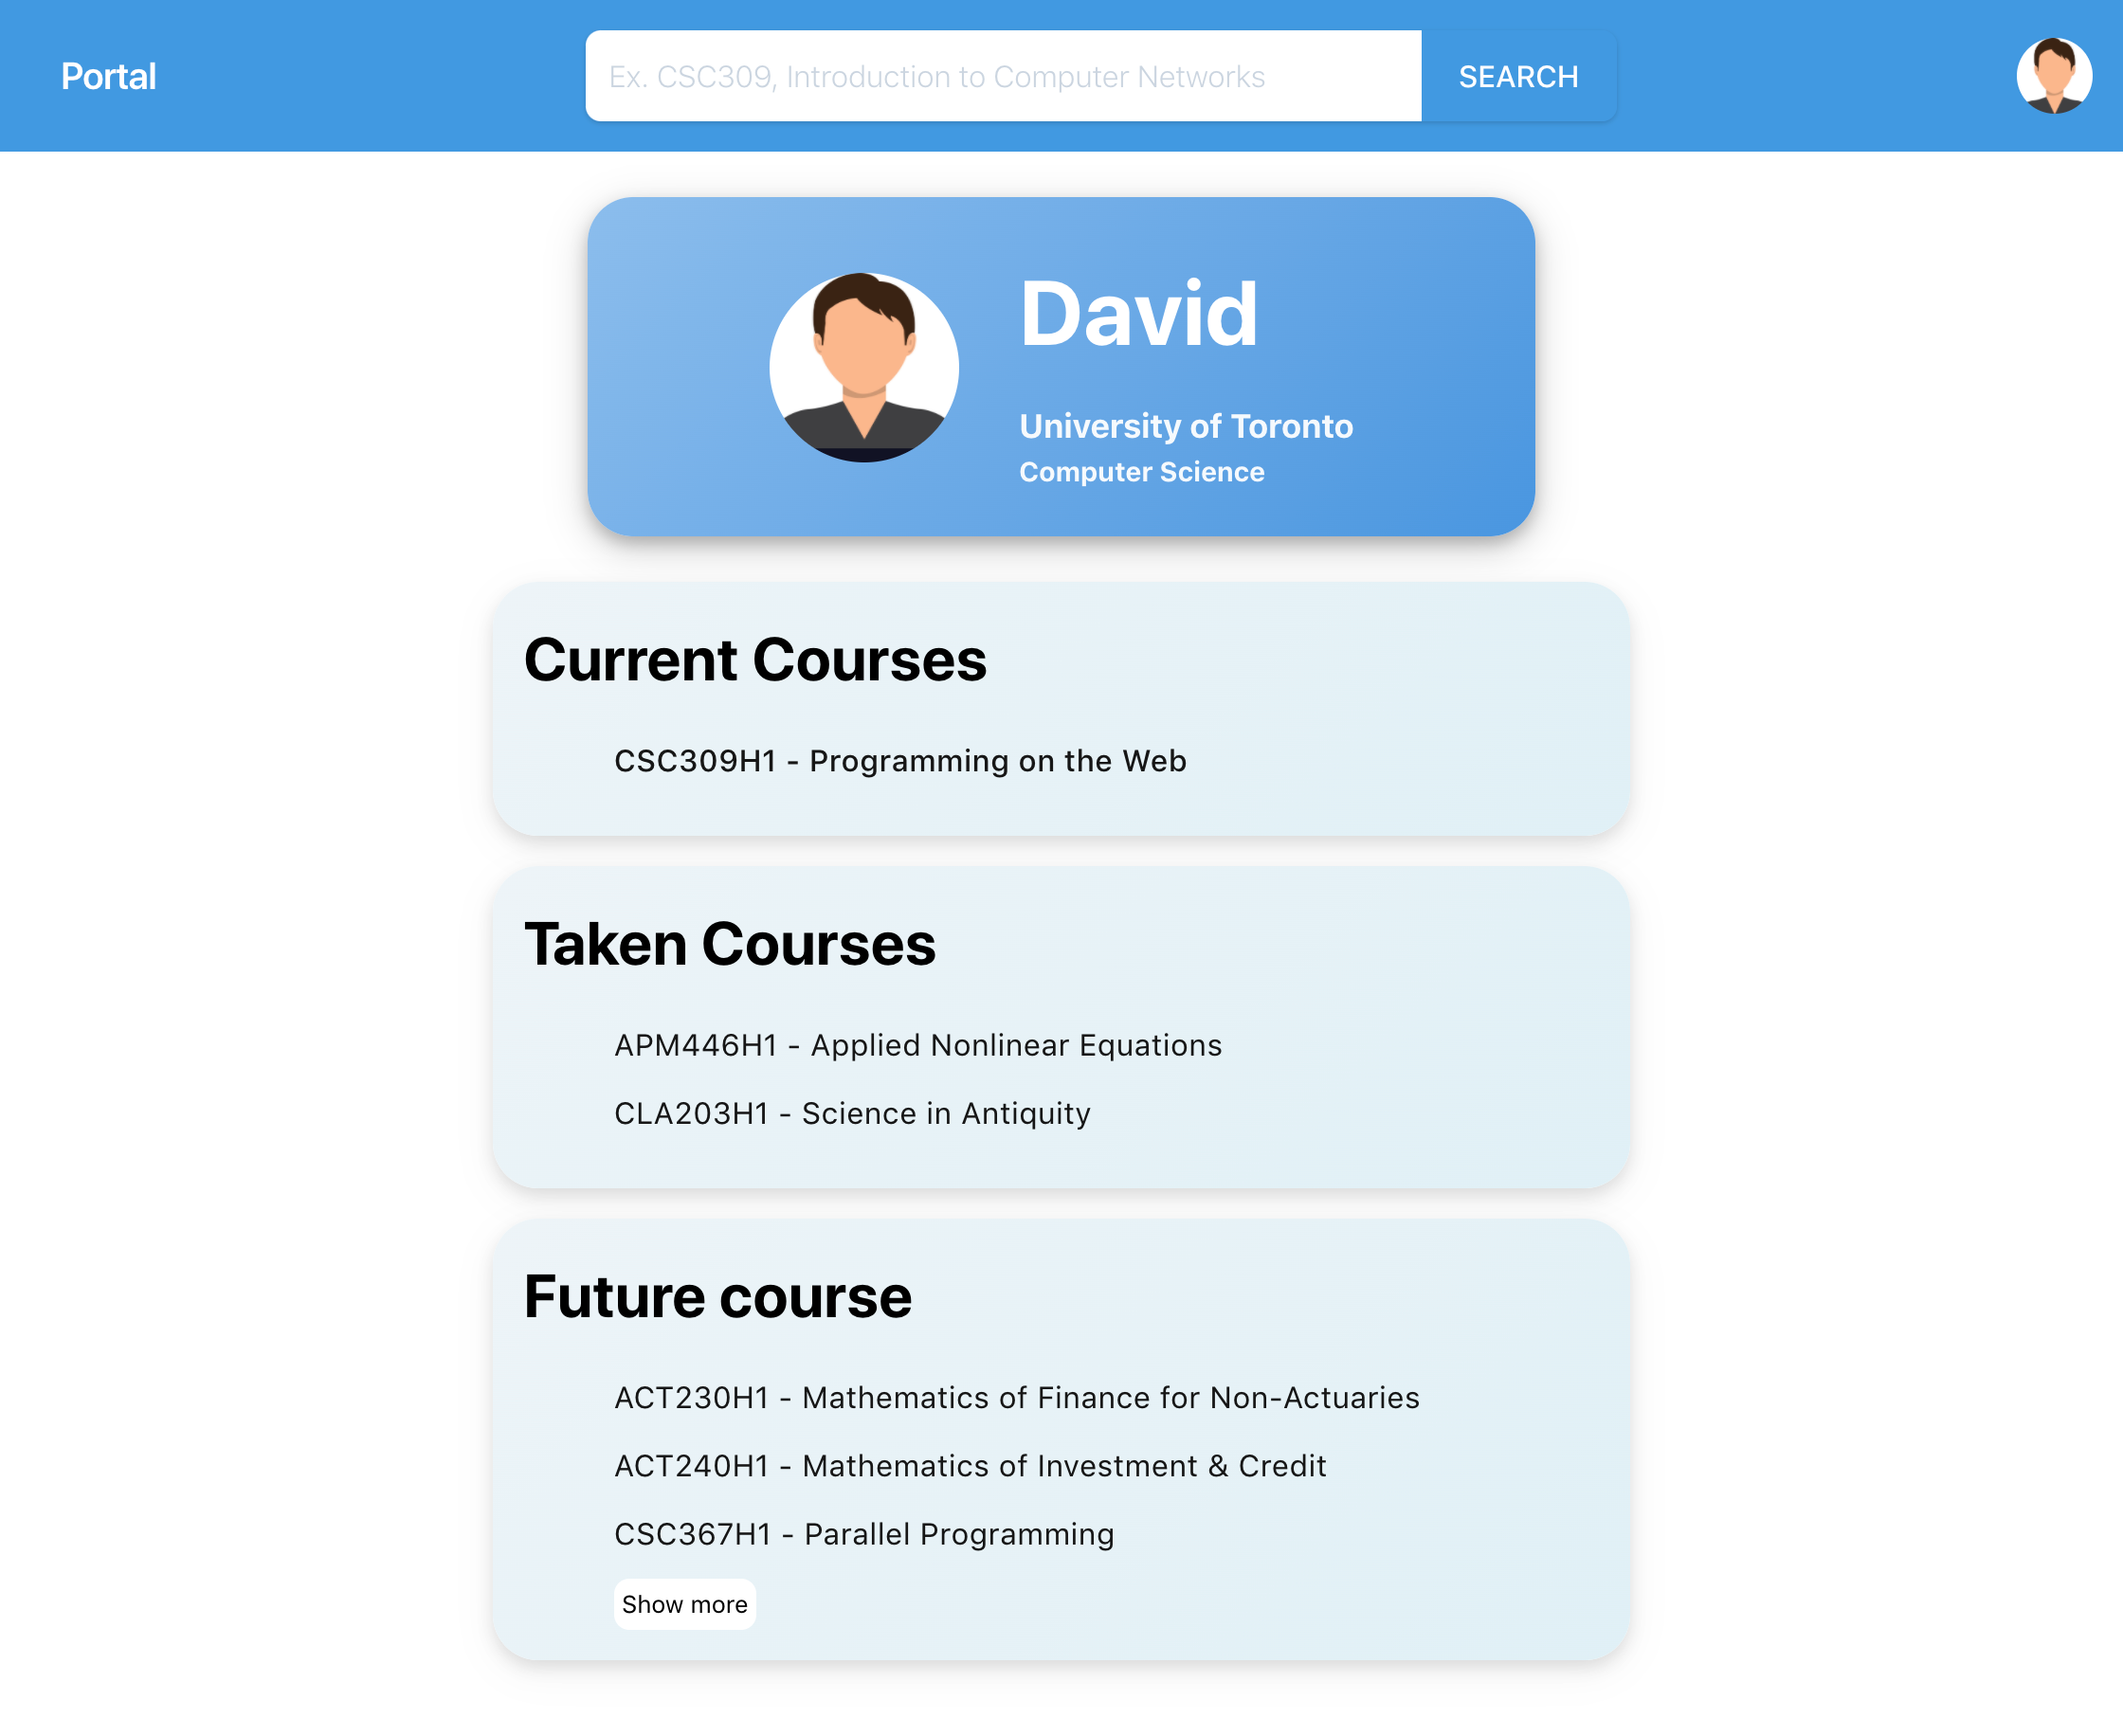 Portal
Ex. CSC309, Introduction to Computer Networks
SEARCH
David
University of Toronto
Computer Science
Current Courses
CSC309H1 - Programming on the Web
Taken Courses
APM446H1 - Applied Nonlinear Equations
CLA203H1 - Science in Antiquity
Future course
ACT230H1 - Mathematics of Finance for Non-Actuaries
ACT240H1 - Mathematics of Investment & Credit
CSC367H1 - Parallel Programming
Show more